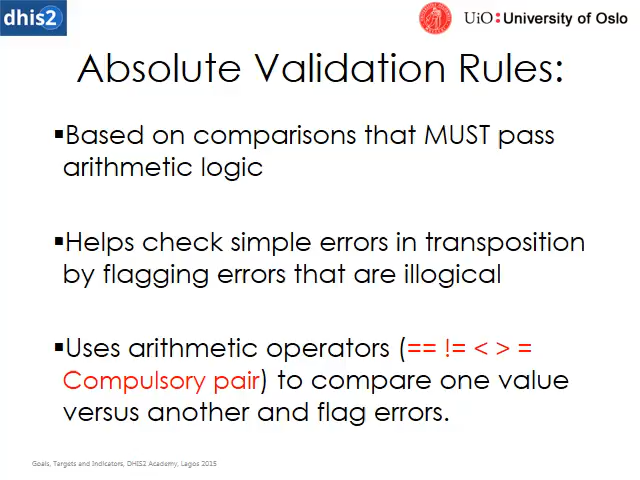 dhis2
UiO : University of Oslo
Absolute Validation Rules:
▪Based on comparisons that MUST pass
arithmetic logic
▪Helps check simple errors in transposition
by flagging errors that are illogical
▪Uses arithmetic operators (== != < > =
Compulsory pair) to compare one value
versus another and flag errors.
Goals, Targets and Indicators, DHIS2 Academy, Lagos 2015